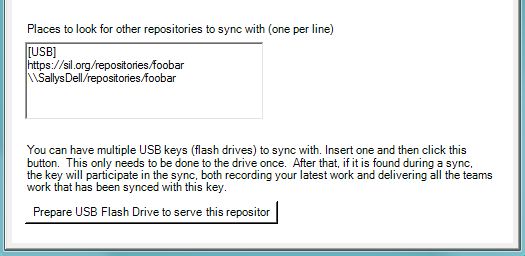 Places to look for other repositories to sync with (one per line)
[USB]
https://sil.org/repositories/foobar
\\SallysDell/repositories/foobar
You can have multiple USB keys (flash drives) to sync with. Insert one and then click this
button.  This only needs to be done to the drive once.  After that, if it is found during a sync,
the key will participate in the sync, both recording your latest work and delivering all the teams
work that has been synced with this key.
Prepare USB Flash Drive to serve this repositor